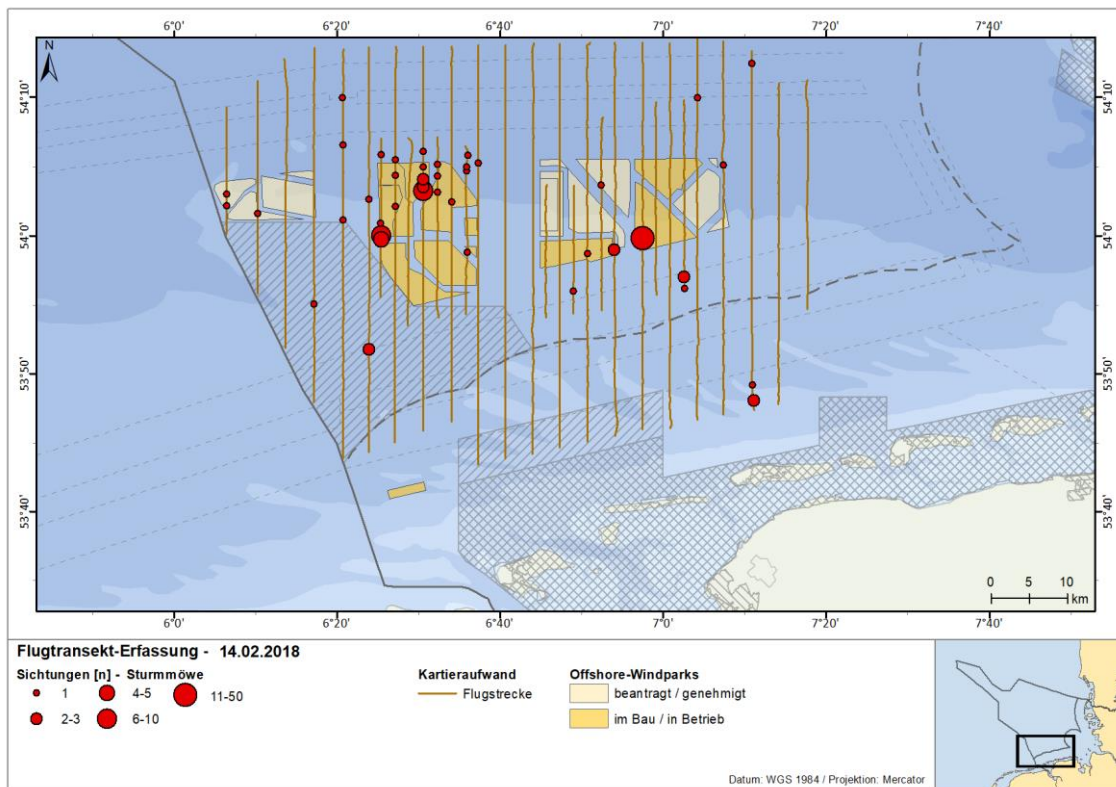 6°0' 6°20' 6°40' 7°0' 7°20' 7°40'
N
54°10' 54°10'
54°0' 54°0'
53°50' 53°50'
53°40' 53°40'
0 5 10
km
6°0' 6°20' 6°40' 7°0' 7°20' 7°40'
Flugtransekt-Erfassung - 14.02.2018
Sichtungen [n] - Sturmmöwe
1 4-5 11-50
2-3 6-10
Kartieraufwand
Flugstrecke
Offshore-Windparks
beantragt / genehmigt
im Bau / in Betrieb
Datum: WGS 1984 / Projektion: Mercator